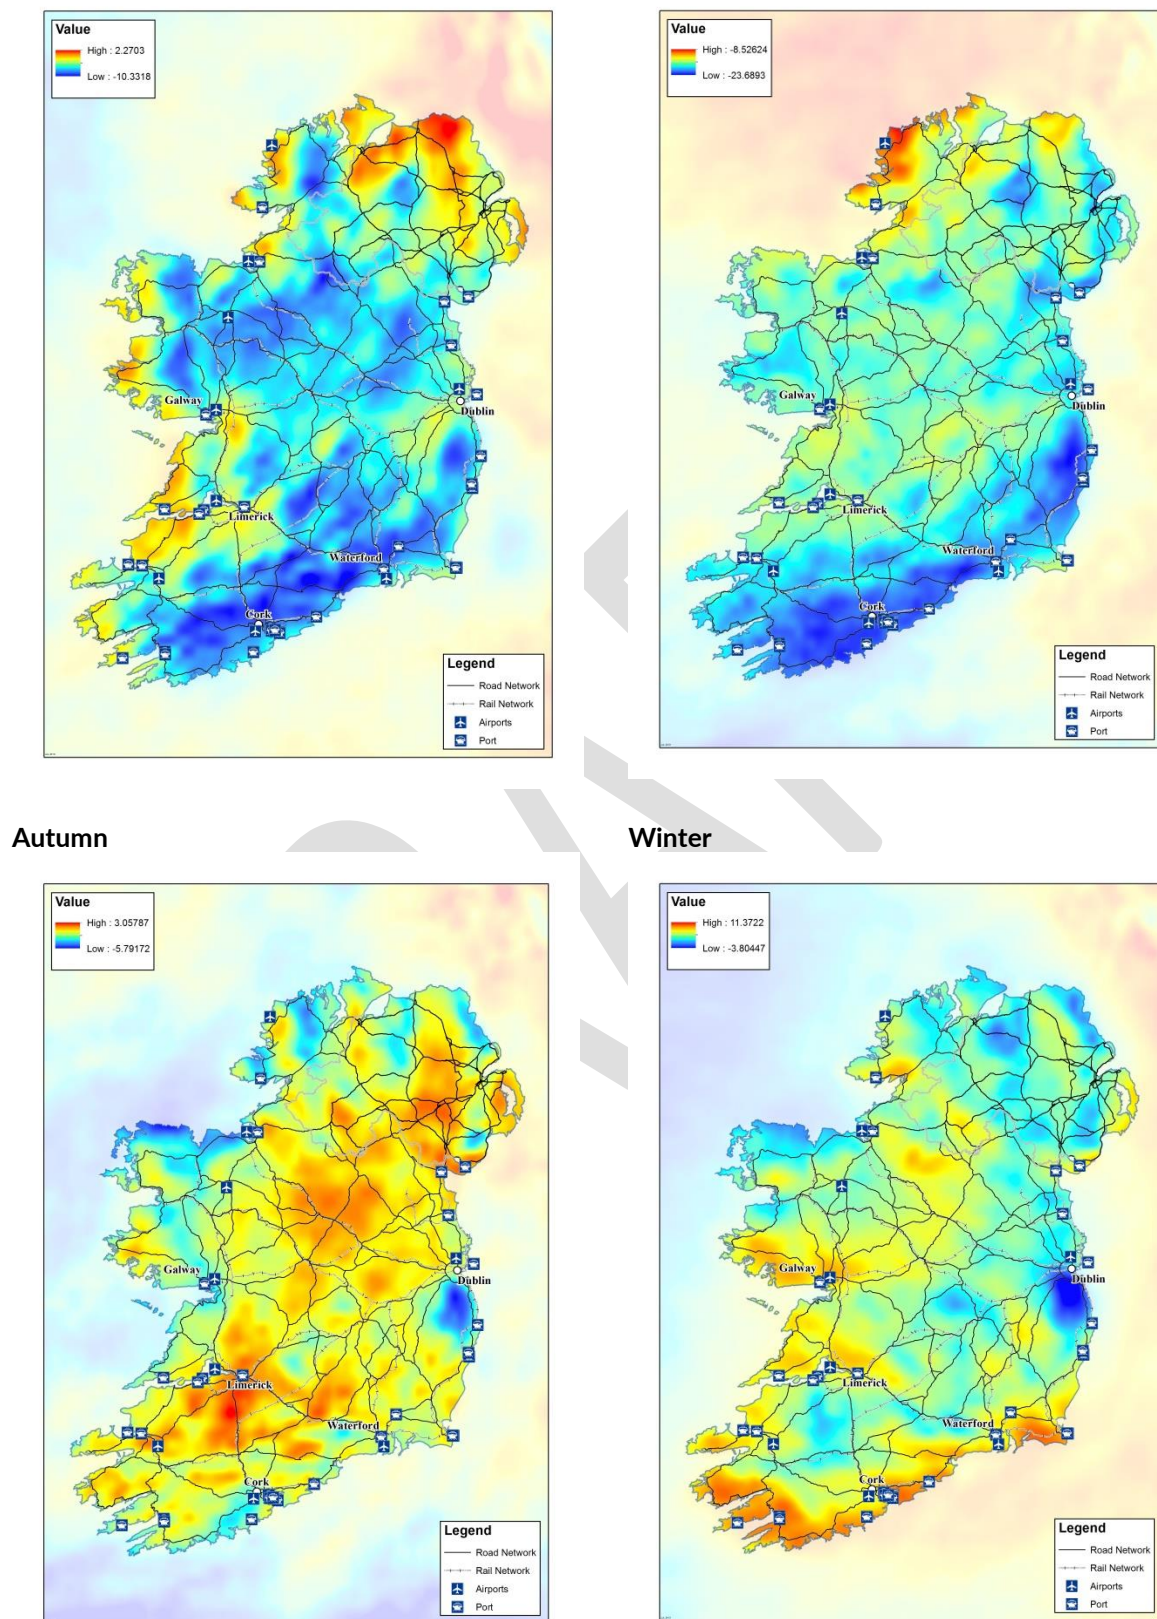 Value
High : 2.2703
Low : -10.3318
Galway
Dublin
Limerick
Waterford
Cork
Legend
Road Network
Rail Network
Airports
Port
Value
High : -8.52624
Low : -23.6893
Galway
Dublin
Limerick
Waterford
Cork
Legend
Road Network
Rail Network
Airports
Port
Autumn
Winter
Value
High : 3.05787
Low : -5.79172
Galway
Dublin
Limerick
Waterford
Cork
Legend
Road Network
Rail Network
Airports
Port
Value
High : 11.3722
Low : -3.80447
Galway
Dublin
Limerick
Waterford
Cork
Legend
Road Network
Rail Network
Airports
Port